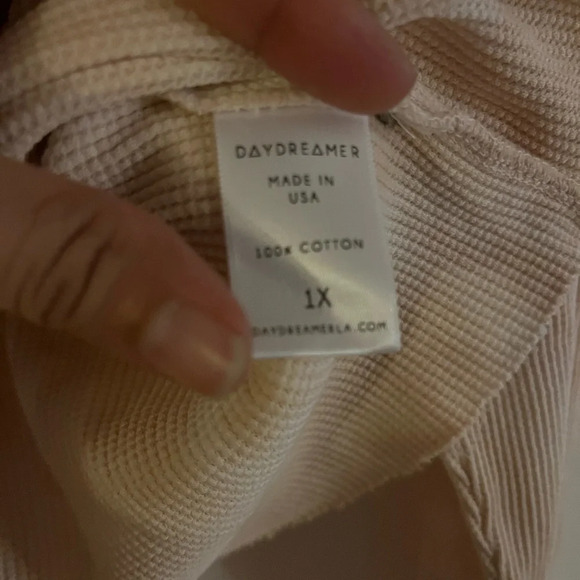 DAYDREAMER
MADE IN
USA
100% COTTON
1X
DAYDREAMERLA.COM